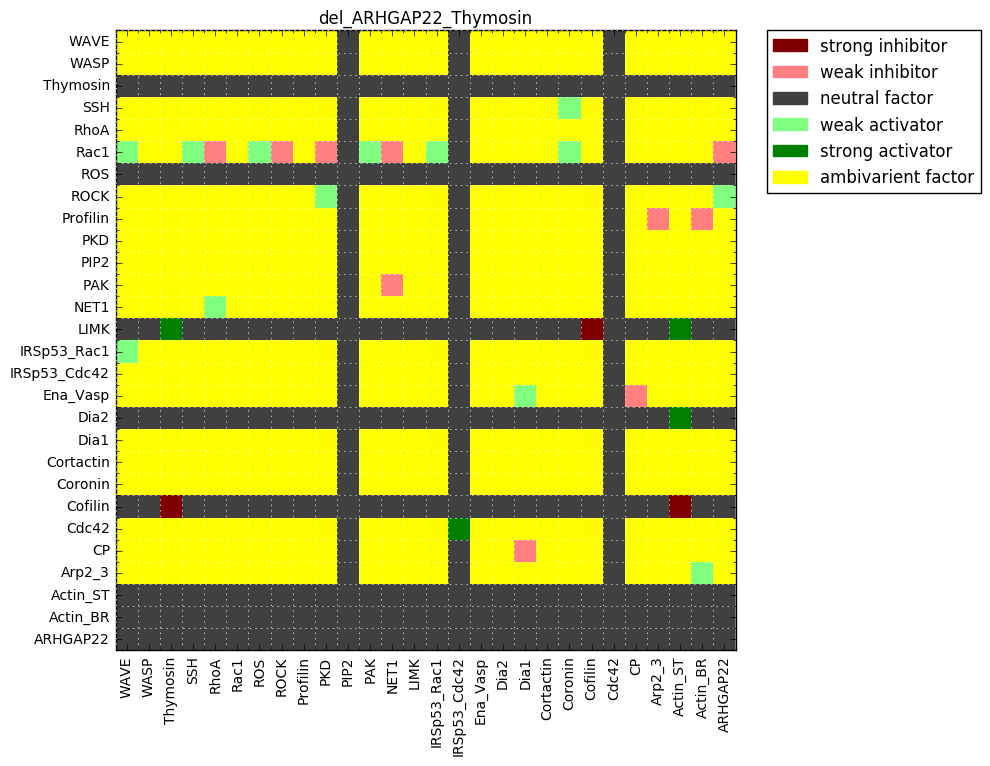 del_ARHGAP22_Thymosin
WAVE
WASP
Thymosin
SSH
RhoA
Rac1
ROS
ROCK
Profilin
PKD
PIP2
PAK
NET1
LIMK
IRSp53_Rac1
IRSp53_Cdc42
Ena_Vasp
Dia2
Dia1
Cortactin
Coronin
Cofilin
Cdc42
CP
Arp2_3
Actin_ST
Actin_BR
ARHGAP22
WAVE
WASP
Thymosin
SSH
RhoA
Rac1
ROS
ROCK
Profilin
PKD
PIP2
PAK
NET1
LIMK
IRSp53_Rac1
IRSp53_Cdc42
Ena_Vasp
Dia2
Dia1
Cortactin
Coronin
Cofilin
Cdc42
CP
Arp2_3
Actin_ST
Actin_BR
ARHGAP22
strong inhibitor
weak inhibitor
neutral factor
weak activator
strong activator
ambivarient factor